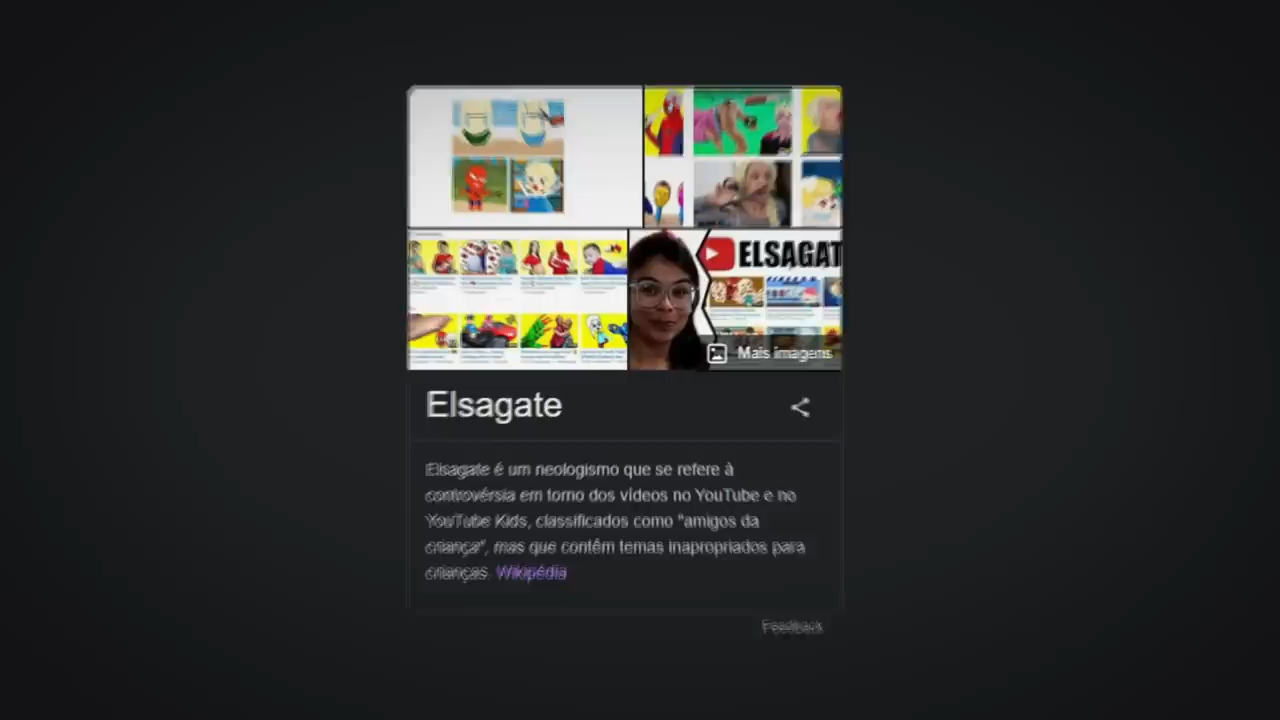 ELSAGAT
Mais imagens
Elsagate
Elsagate é um neologismo que se refere à
controvérsia em torno dos vídeos no YouTube e no
YouTube Kids, classificados como "amigos da
criança", mas que contêm temas inapropriados para
crianças. Wikipédia
Feedback